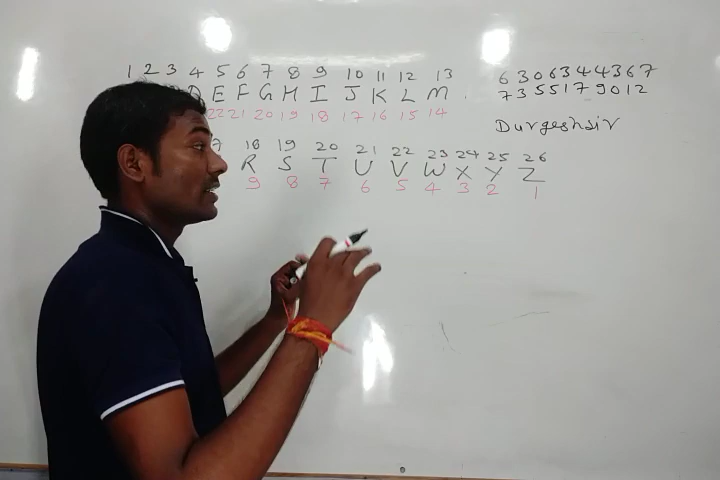 1 2 3 4 5 6 7 8 9 10 11 12 13
D E F G H I J K L M .
22 21 20 19 18 17 16 15 14
6306344367
7355179012
Durgeshsir
7 18 19 20 21 22 23 24 25 26
R S T U V W X Y Z
9 8 7 6 5 4 3 2 1